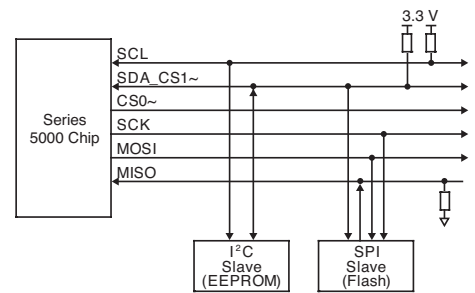 3.3 V
SCL
SDA_CS1~
CS0~
SCK
MOSI
MISO
Series
5000 Chip
I²C
Slave
(EEPROM)
SPI
Slave
(Flash)